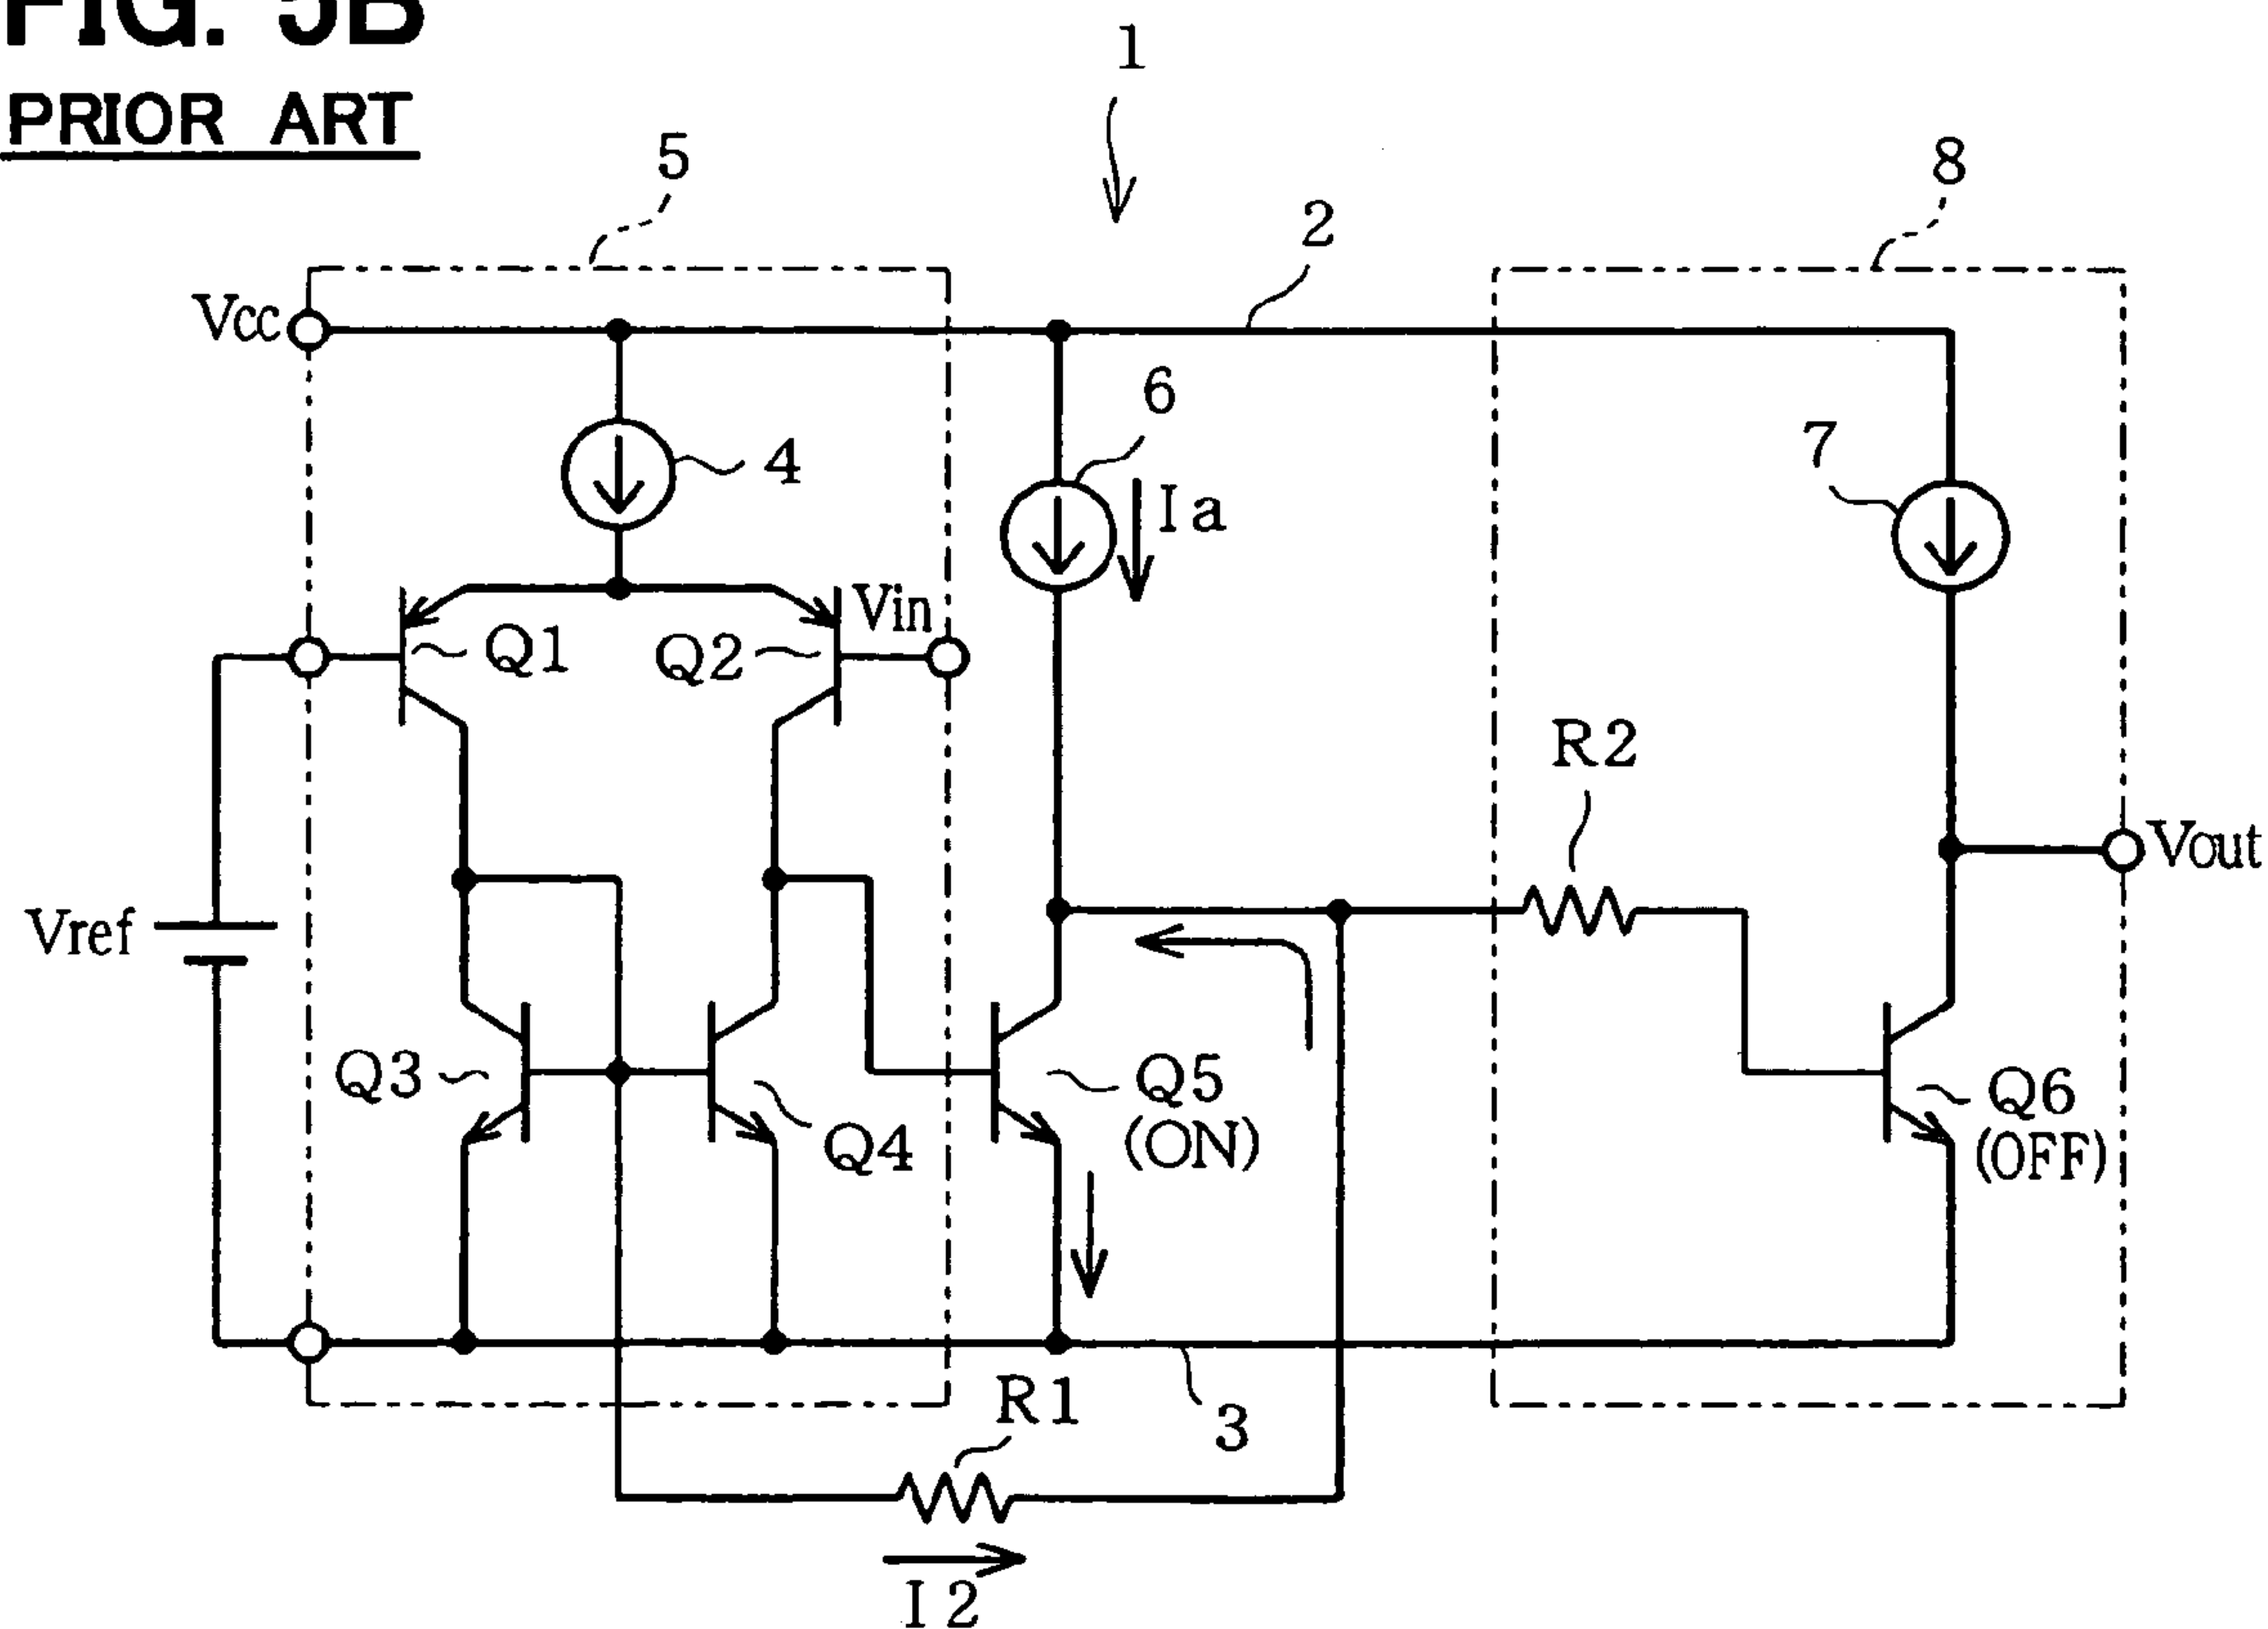 FIG. 5B
PRIOR ART
1
5
8
2
Vcc
6
4
7
Ia
Vin
Q1
Q2
R2
Vout
Vref
Q3
Q5
(ON)
Q6
(OFF)
Q4
R1
3
I2